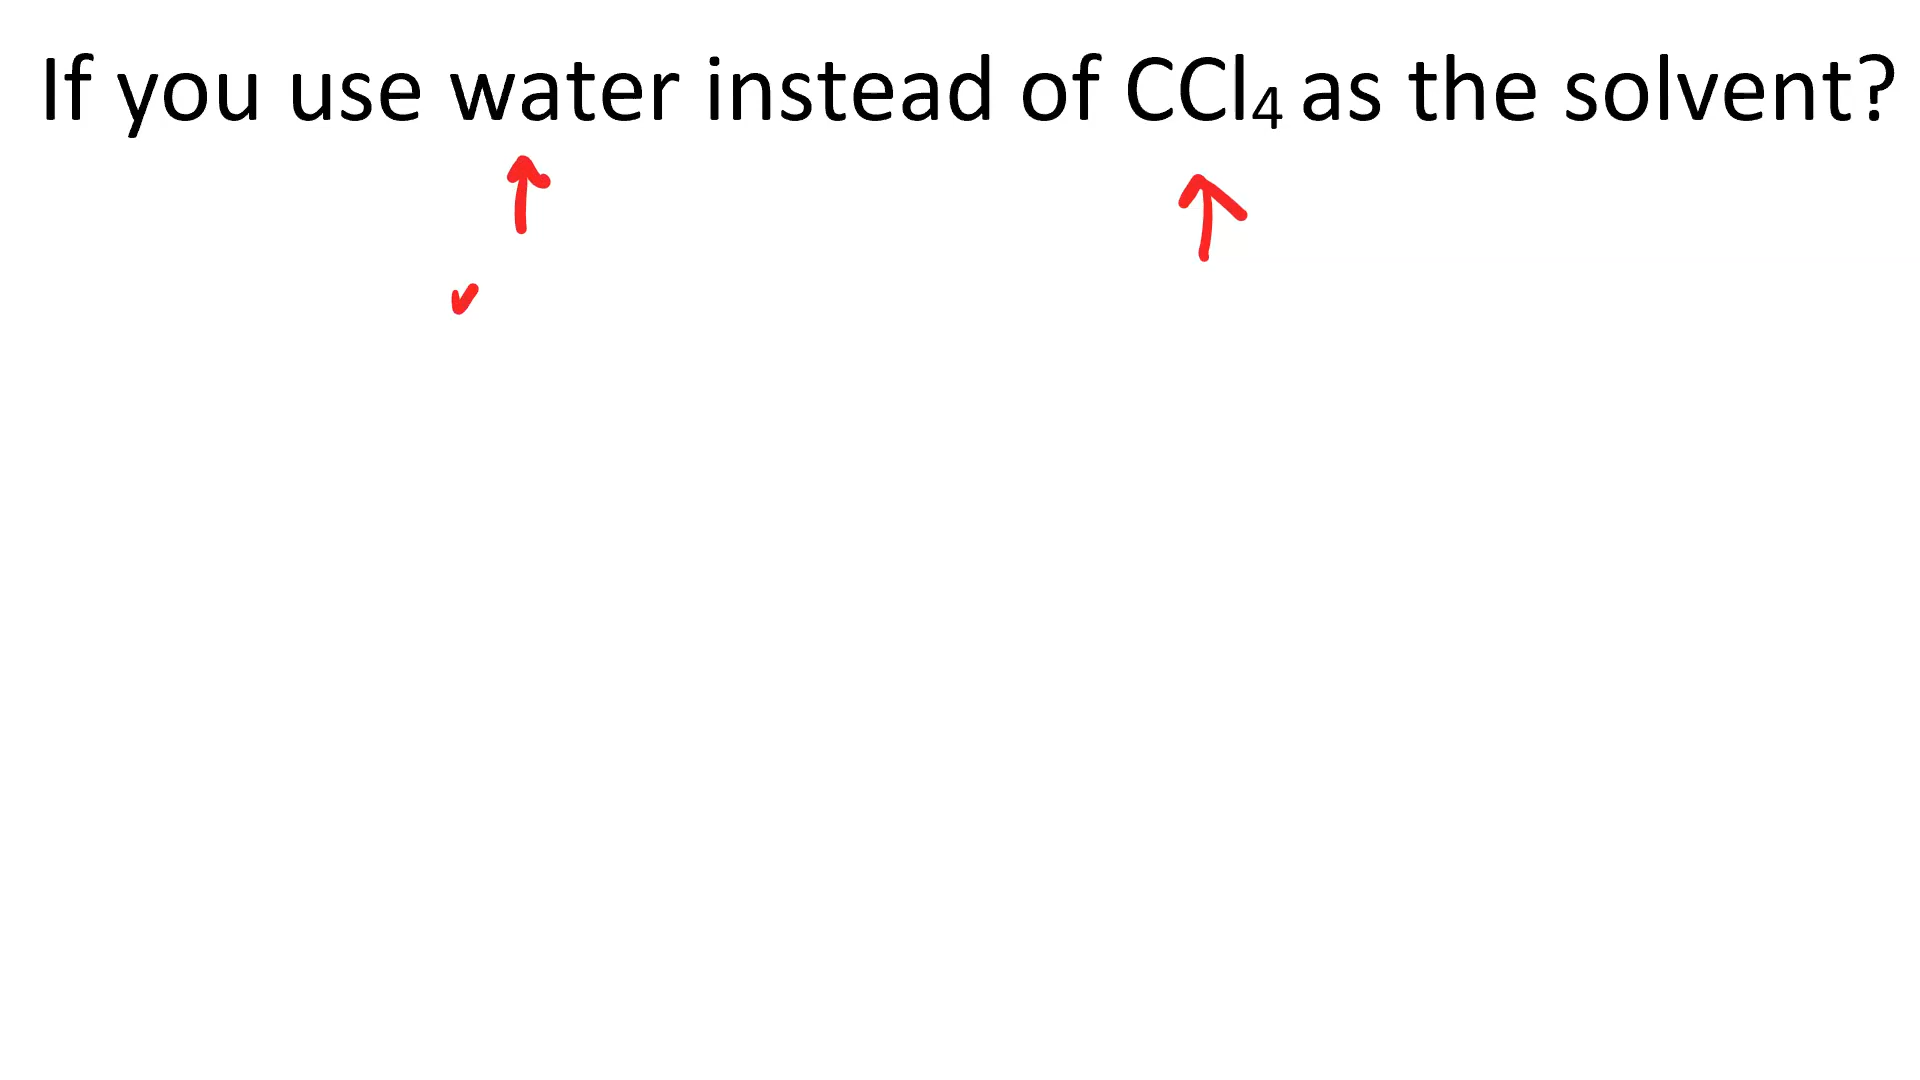 If you use water instead of CCl₄ as the solvent?